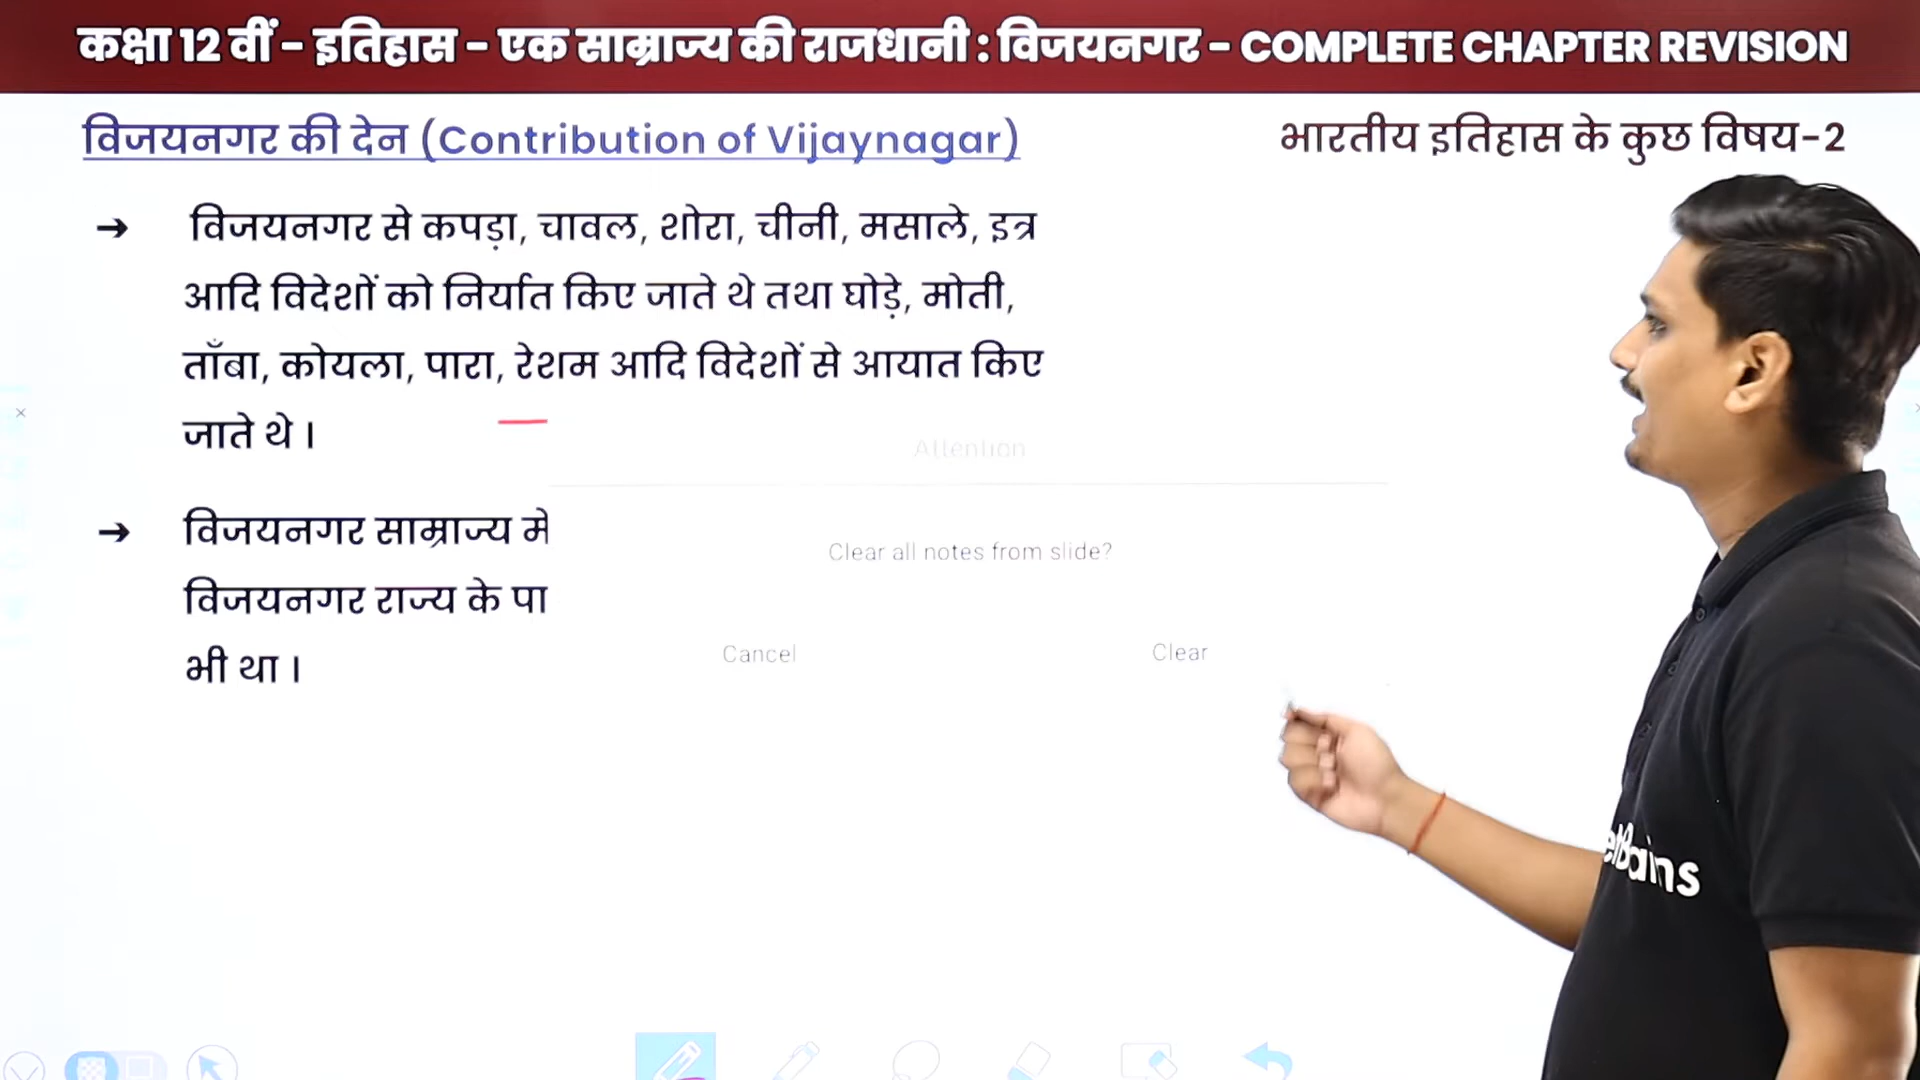 कक्षा 12 वीं - इतिहास - एक साम्राज्य की राजधानी : विजयनगर - COMPLETE CHAPTER REVISION
विजयनगर की देन (Contribution of Vijaynagar)
भारतीय इतिहास के कुछ विषय-2
→ विजयनगर से कपड़ा, चावल, शोरा, चीनी, मसाले, इत्र
आदि विदेशों को निर्यात किए जाते थे तथा घोड़े, मोती,
ताँबा, कोयला, पारा, रेशम आदि विदेशों से आयात किए
जाते थे ।
Attention
→ विजयनगर साम्राज्य में
Clear all notes from slide?
विजयनगर राज्य के पा
Cancel
Clear
भी था ।